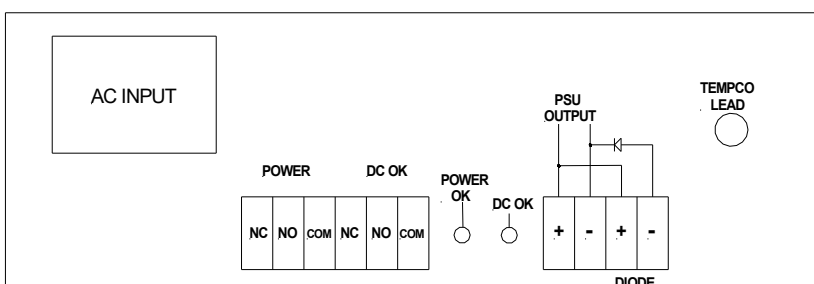 AC INPUT
PSU
OUTPUT
TEMPCO
LEAD
POWER DC OK
POWER
OK
DC OK
NC NO COM NC NO COM
+ - + -
DIODE